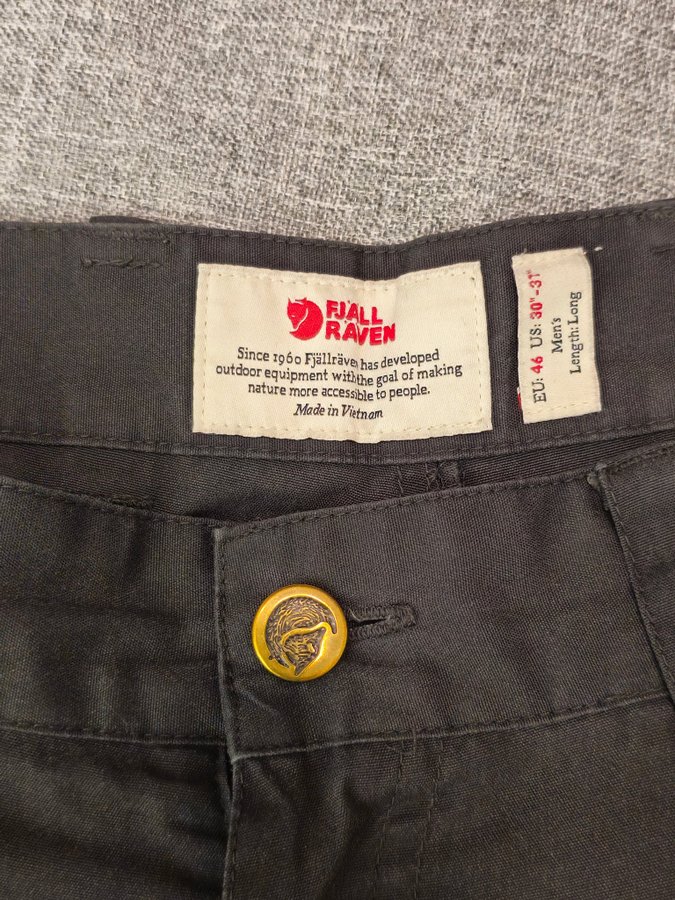 FJÄLL
RÄVEN
Since 1960 Fjällräven has developed
outdoor equipment with the goal of making
nature more accessible to people.
Made in Vietnam
EU: 46 US: 30"-31"
Men's
Length: Long